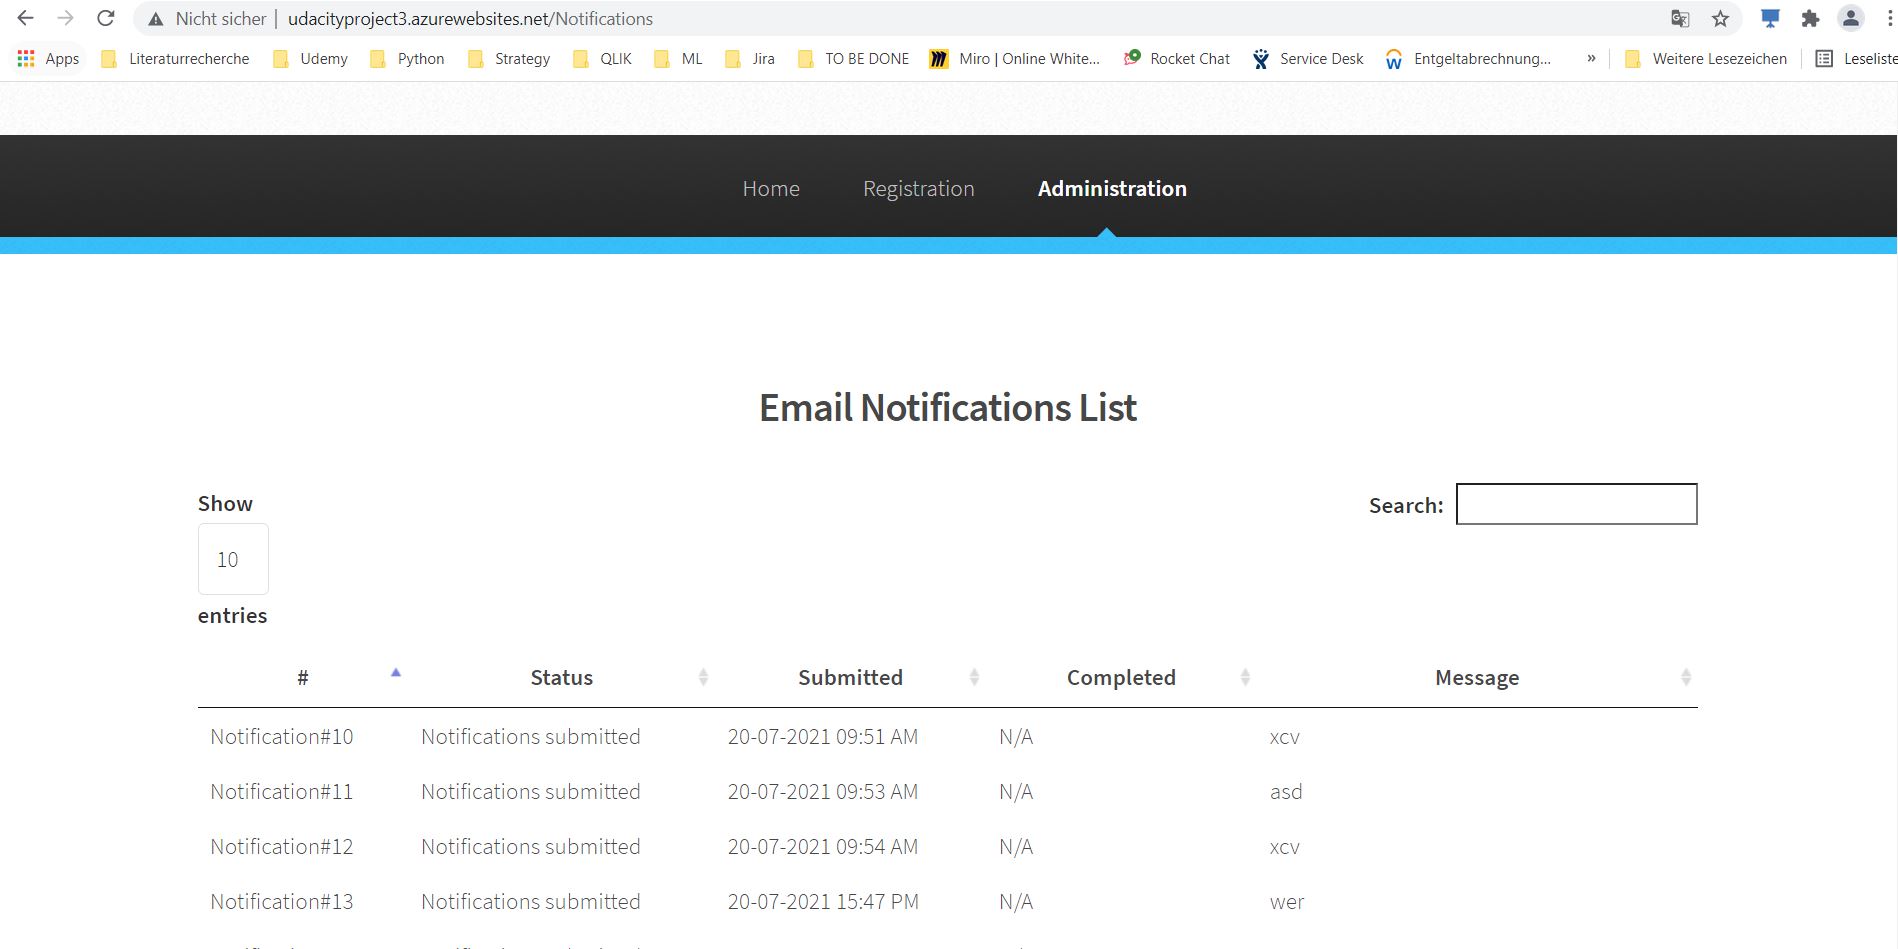 Nicht sicher | udacityproject3.azurewebsites.net/Notifications
Apps Literaturrecherche Udemy Python Strategy QLIK ML Jira TO BE DONE Miro | Online White... Rocket Chat Service Desk Entgeltabrechnung... » Weitere Lesezeichen Leseliste
Home Registration Administration
Email Notifications List
Show
Search:
10
entries
# Status Submitted Completed Message
Notification#10 Notifications submitted 20-07-2021 09:51 AM N/A xcv
Notification#11 Notifications submitted 20-07-2021 09:53 AM N/A asd
Notification#12 Notifications submitted 20-07-2021 09:54 AM N/A xcv
Notification#13 Notifications submitted 20-07-2021 15:47 PM N/A wer